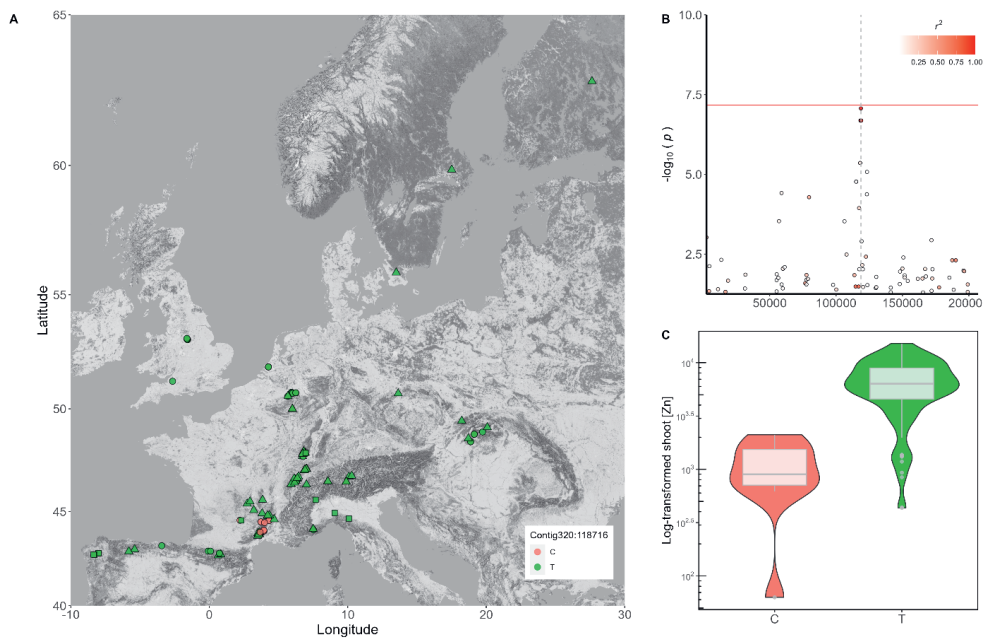 A
65
60
55
50
45
40
Latitude
-10
0
10
20
30
Longitude
Contig320:118716
C
T
B
10.0
7.5
5.0
2.5
-log10 ( p )
r2
0.25 0.50 0.75 1.00
50000 100000 150000 20000
C
Log-transformed shoot [Zn]
10^4
10^3.5
10^3
10^2.5
10^2
C
T